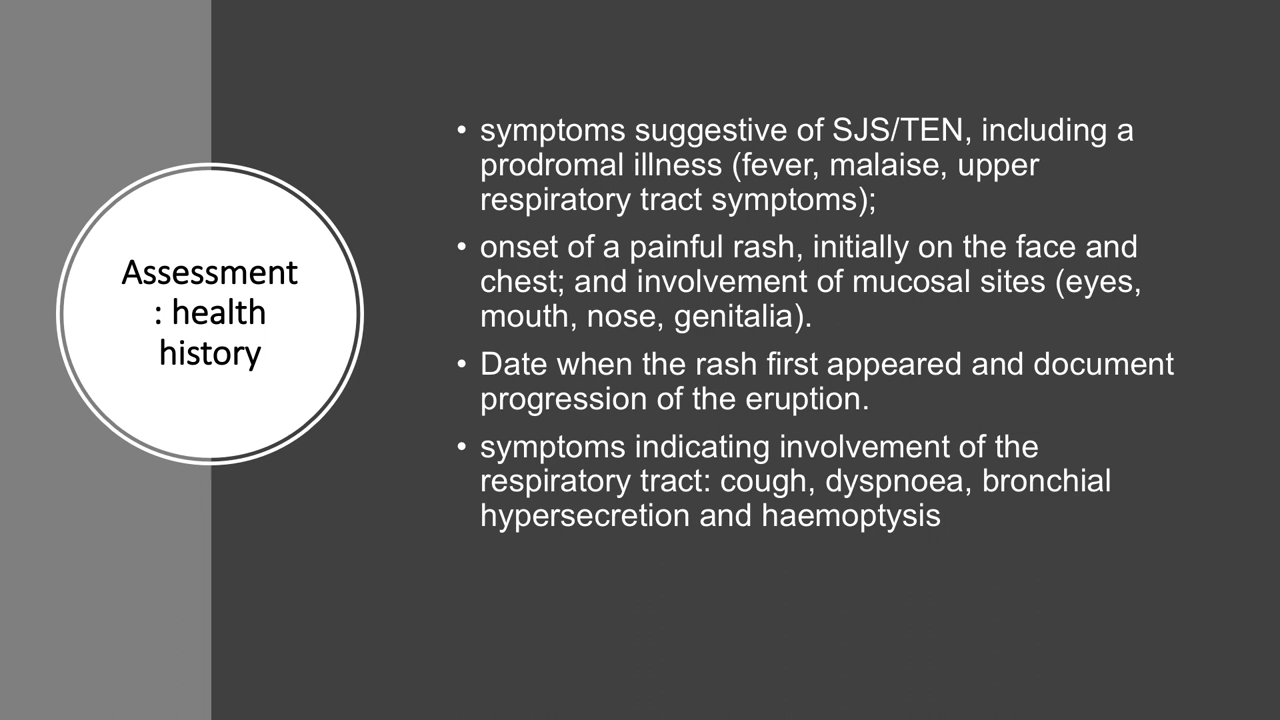 Assessment
: health
history
• symptoms suggestive of SJS/TEN, including a
prodromal illness (fever, malaise, upper
respiratory tract symptoms);
• onset of a painful rash, initially on the face and
chest; and involvement of mucosal sites (eyes,
mouth, nose, genitalia).
• Date when the rash first appeared and document
progression of the eruption.
• symptoms indicating involvement of the
respiratory tract: cough, dyspnoea, bronchial
hypersecretion and haemoptysis